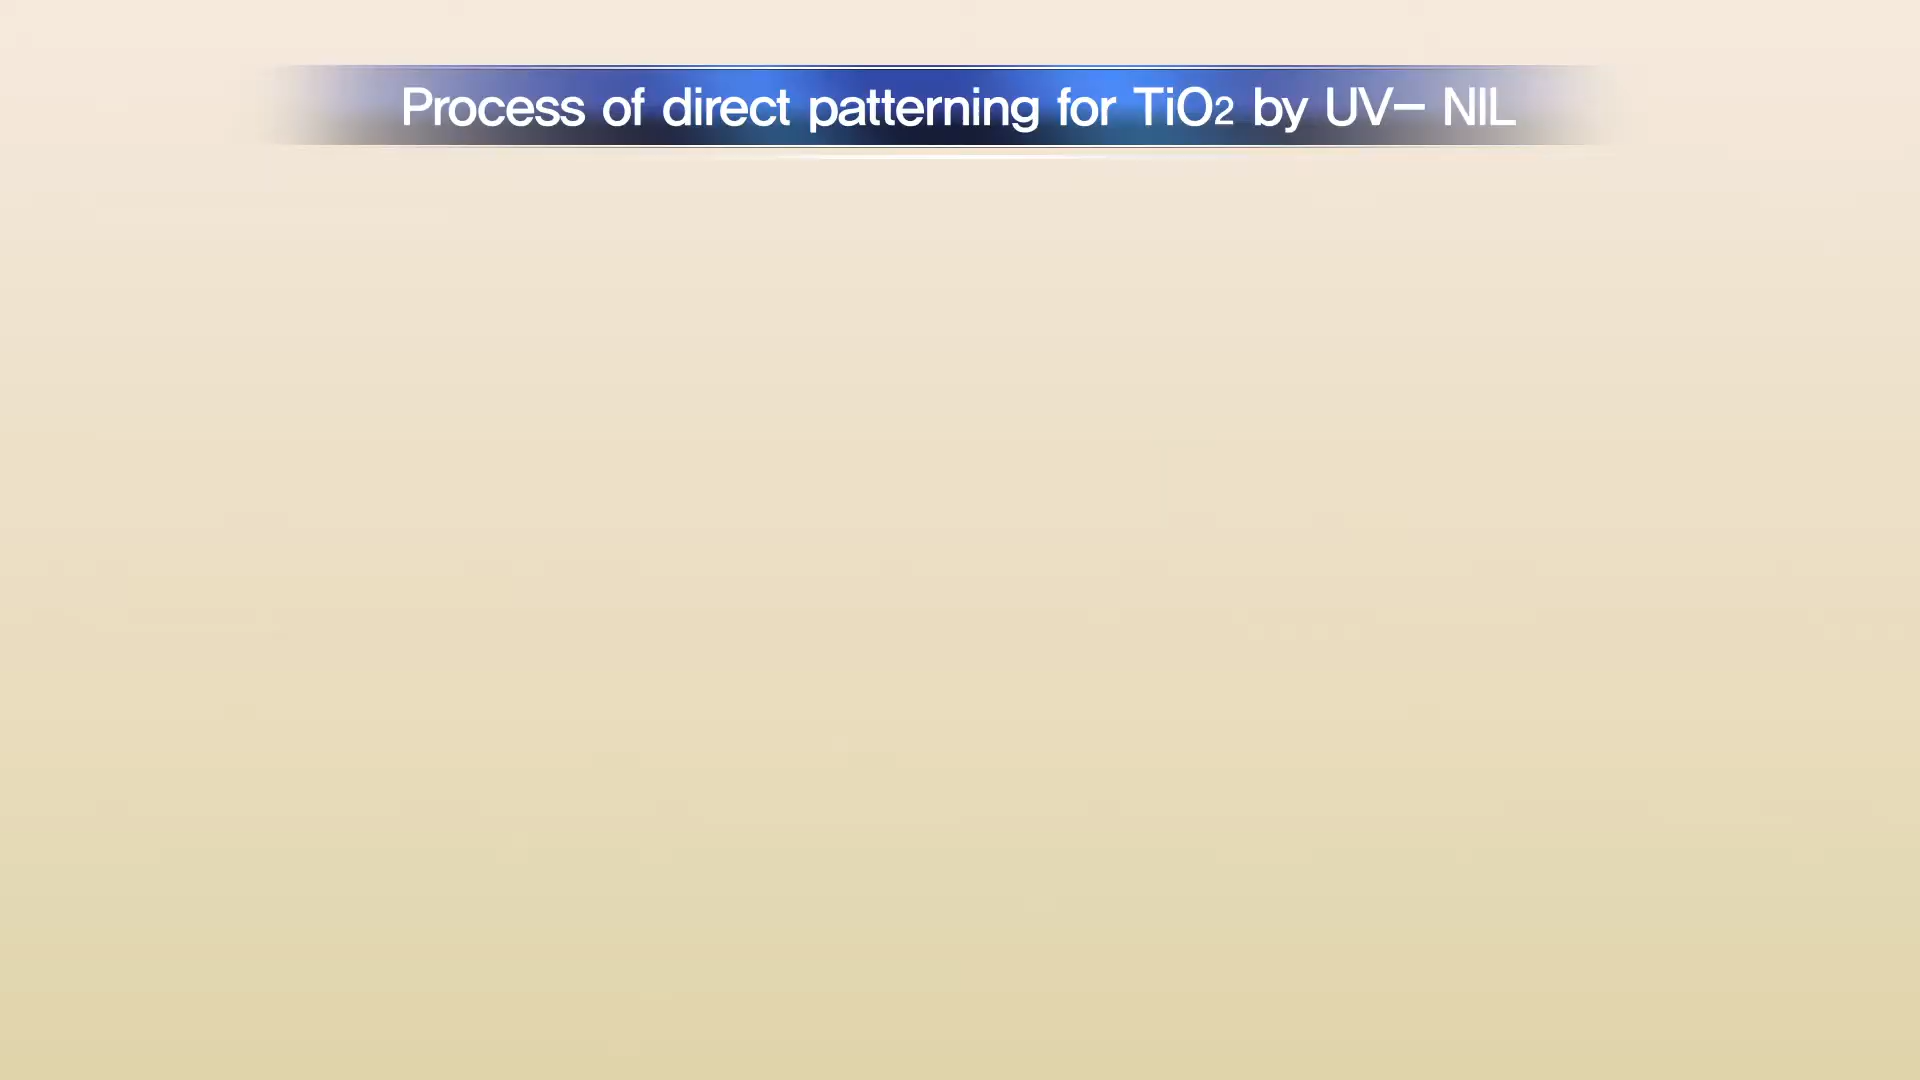 Process of direct patterning for TiO2 by UV- NIL